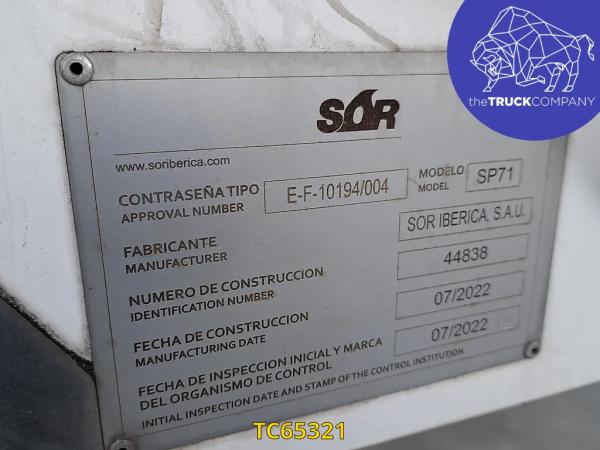 theTRUCKCOMPANY
SOR
www.soriberica.com
CONTRASEÑA TIPO E-F-10194/004 MODELO SP71
APPROVAL NUMBER MODEL
FABRICANTE SOR IBERICA, S.A.U.
MANUFACTURER
NUMERO DE CONSTRUCCION 44838
IDENTIFICATION NUMBER
FECHA DE CONSTRUCCION 07/2022
MANUFACTURING DATE
FECHA DE INSPECCION INICIAL Y MARCA 07/2022
DEL ORGANISMO DE CONTROL
INITIAL INSPECTION DATE AND STAMP OF THE CONTROL INSTITUTION
TC65321